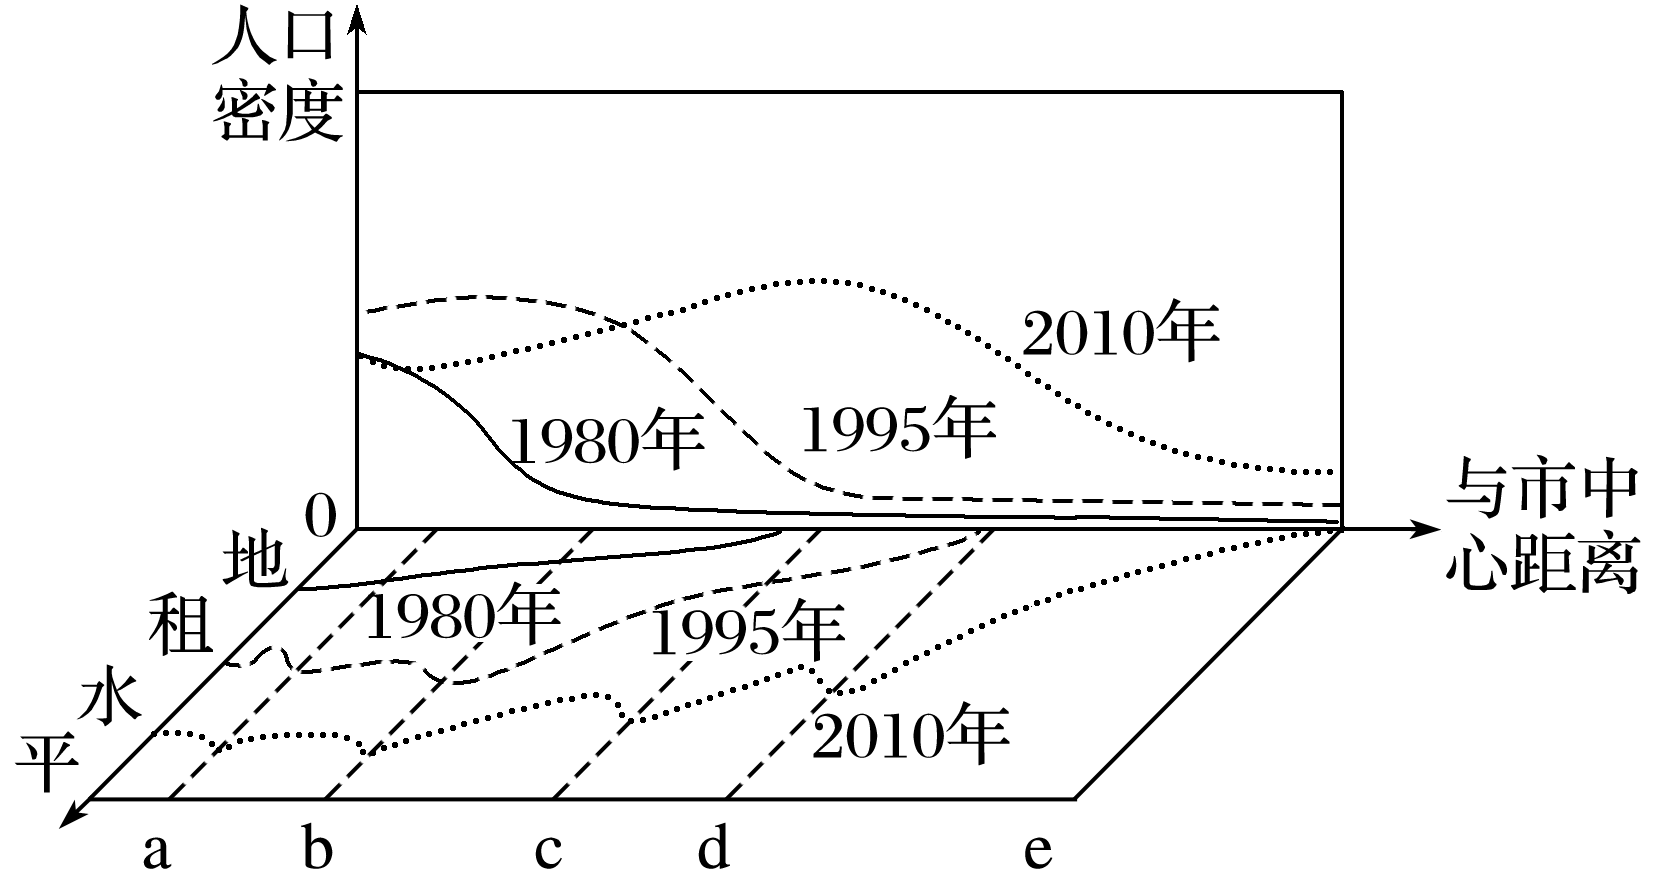 人口
密度
2010年
1980年
1995年
与市中
心距离
0
地租水平
1980年
1995年
2010年
a b c d e